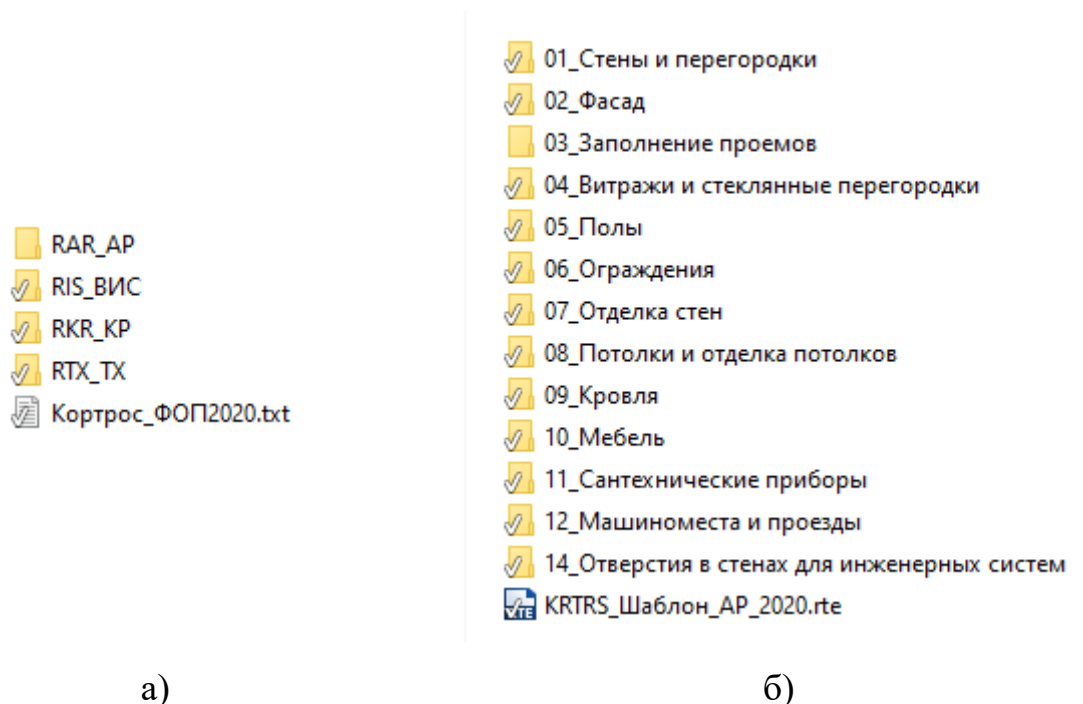 RAR_АР
RIS_ВИС
RKR_КР
RTX_ТХ
Кортрос_ФОП2020.txt
а)
01_Стены и перегородки
02_Фасад
03_Заполнение проемов
04_Витражи и стеклянные перегородки
05_Полы
06_Ограждения
07_Отделка стен
08_Потолки и отделка потолков
09_Кровля
10_Мебель
11_Сантехнические приборы
12_Машиноместа и проезды
14_Отверстия в стенах для инженерных систем
KRTRS_Шаблон_АР_2020.rte
б)